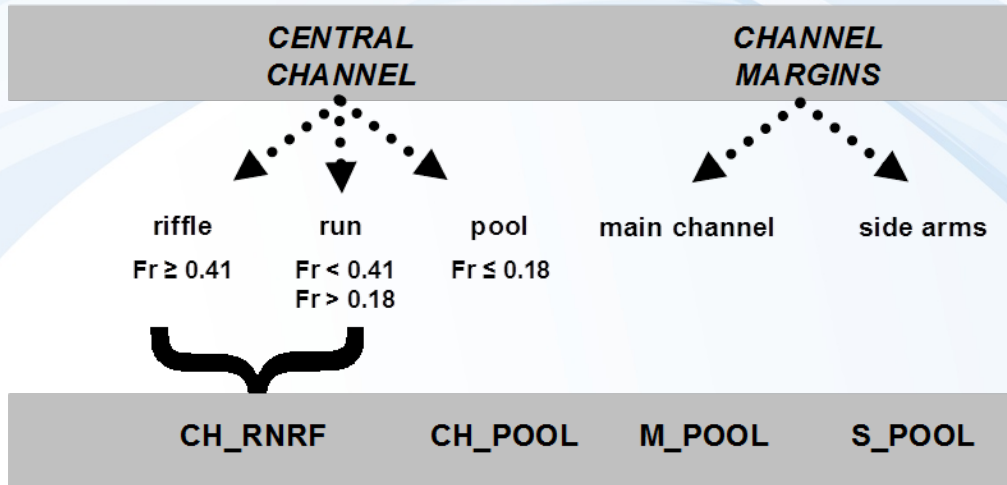 CENTRAL
CHANNEL
CHANNEL
MARGINS
riffle
run
pool
main channel
side arms
Fr ≥ 0.41
Fr < 0.41
Fr > 0.18
Fr ≤ 0.18
CH_RNRF
CH_POOL
M_POOL
S_POOL